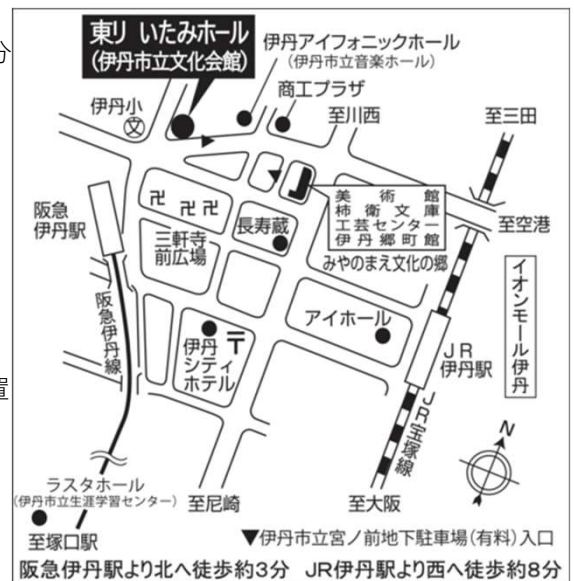 分
東リ いたみホール
(伊丹市立文化会館)
伊丹アイフォニックホール
(伊丹市立音楽ホール)
商工プラザ
伊丹小
文
至川西
至三田
美術館
柿衛文庫
工芸センター
伊丹郷町館
みやのまえ文化の郷
至空港
阪急
伊丹駅
卍 卍 卍
長寿蔵
三軒寺
前広場
イオンモール伊丹
阪急伊丹線
アイホール
伊丹
シティ
ホテル
〒
JR
伊丹駅
置
JR宝塚線
N
ラスタホール
(伊丹市立生涯学習センター)
至尼崎
至大阪
至塚口駅
▼伊丹市立宮ノ前地下駐車場(有料)入口
阪急伊丹駅より北へ徒歩約3分 JR伊丹駅より西へ徒歩約8分